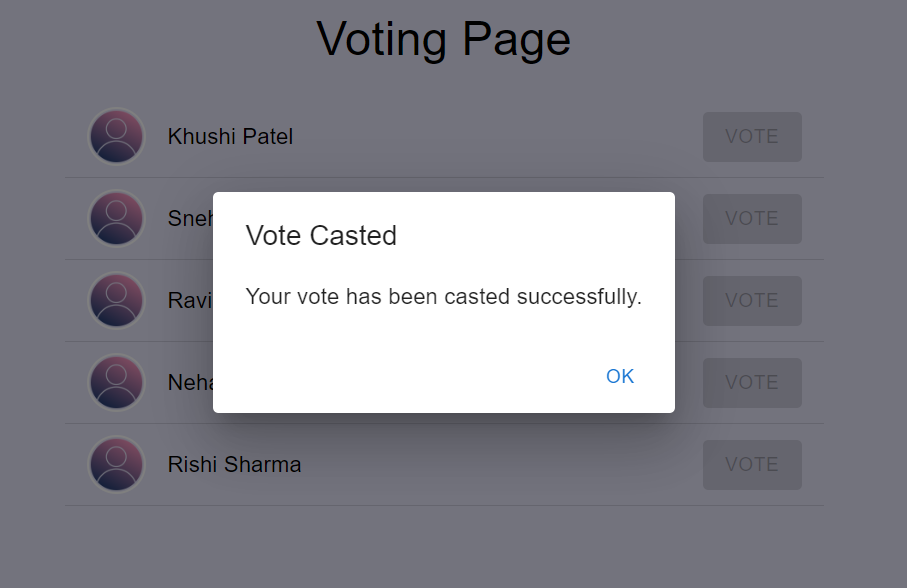 Voting Page
Khushi Patel VOTE
VOTE
Vote Casted
Your vote has been casted successfully.
Ravi VOTE
VOTE
OK
Rishi Sharma VOTE